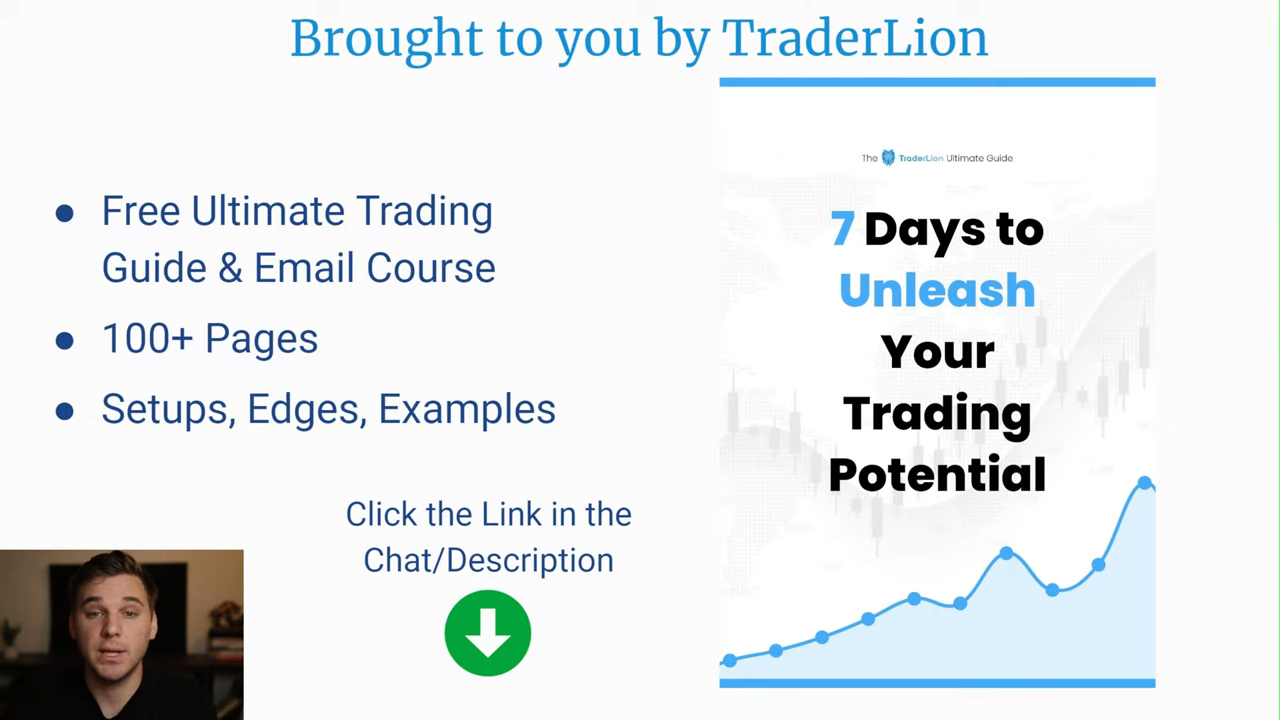 Brought to you by TraderLion
Free Ultimate Trading
Guide & Email Course
100+ Pages
Setups, Edges, Examples
Click the Link in the
Chat/Description
The TraderLion Ultimate Guide
7 Days to
Unleash
Your
Trading
Potential